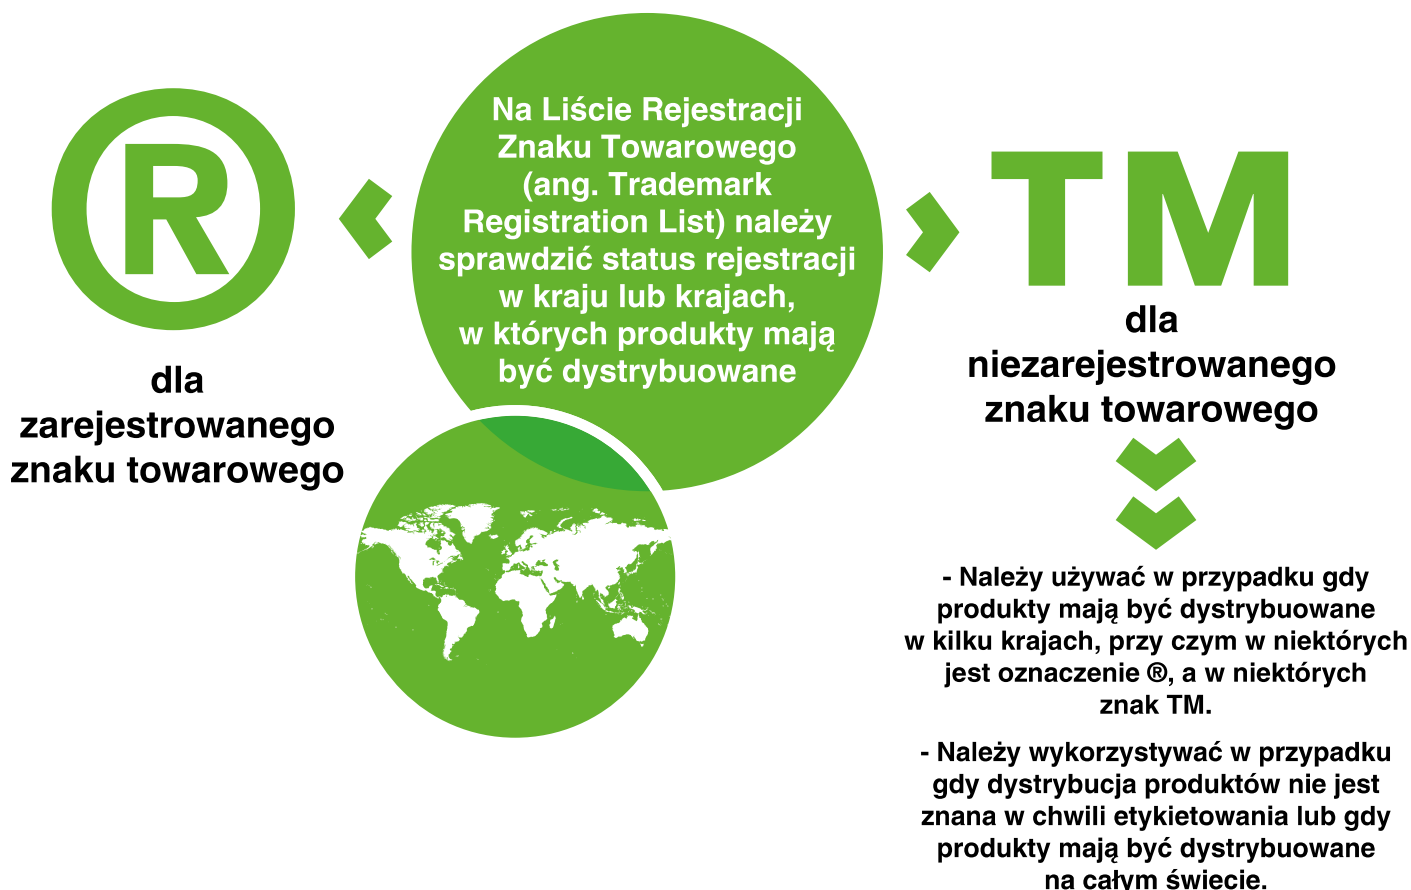 ®
dla
zarejestrowanego
znaku towarowego
Na Liście Rejestracji
Znaku Towarowego
(ang. Trademark
Registration List) należy
sprawdzić status rejestracji
w kraju lub krajach,
w których produkty mają
być dystrybuowane
TM
dla
niezarejestrowanego
znaku towarowego
- Należy używać w przypadku gdy
produkty mają być dystrybuowane
w kilku krajach, przy czym w niektórych
jest oznaczenie ®, a w niektórych
znak TM.
- Należy wykorzystywać w przypadku
gdy dystrybucja produktów nie jest
znana w chwili etykietowania lub gdy
produkty mają być dystrybuowane
na całym świecie.